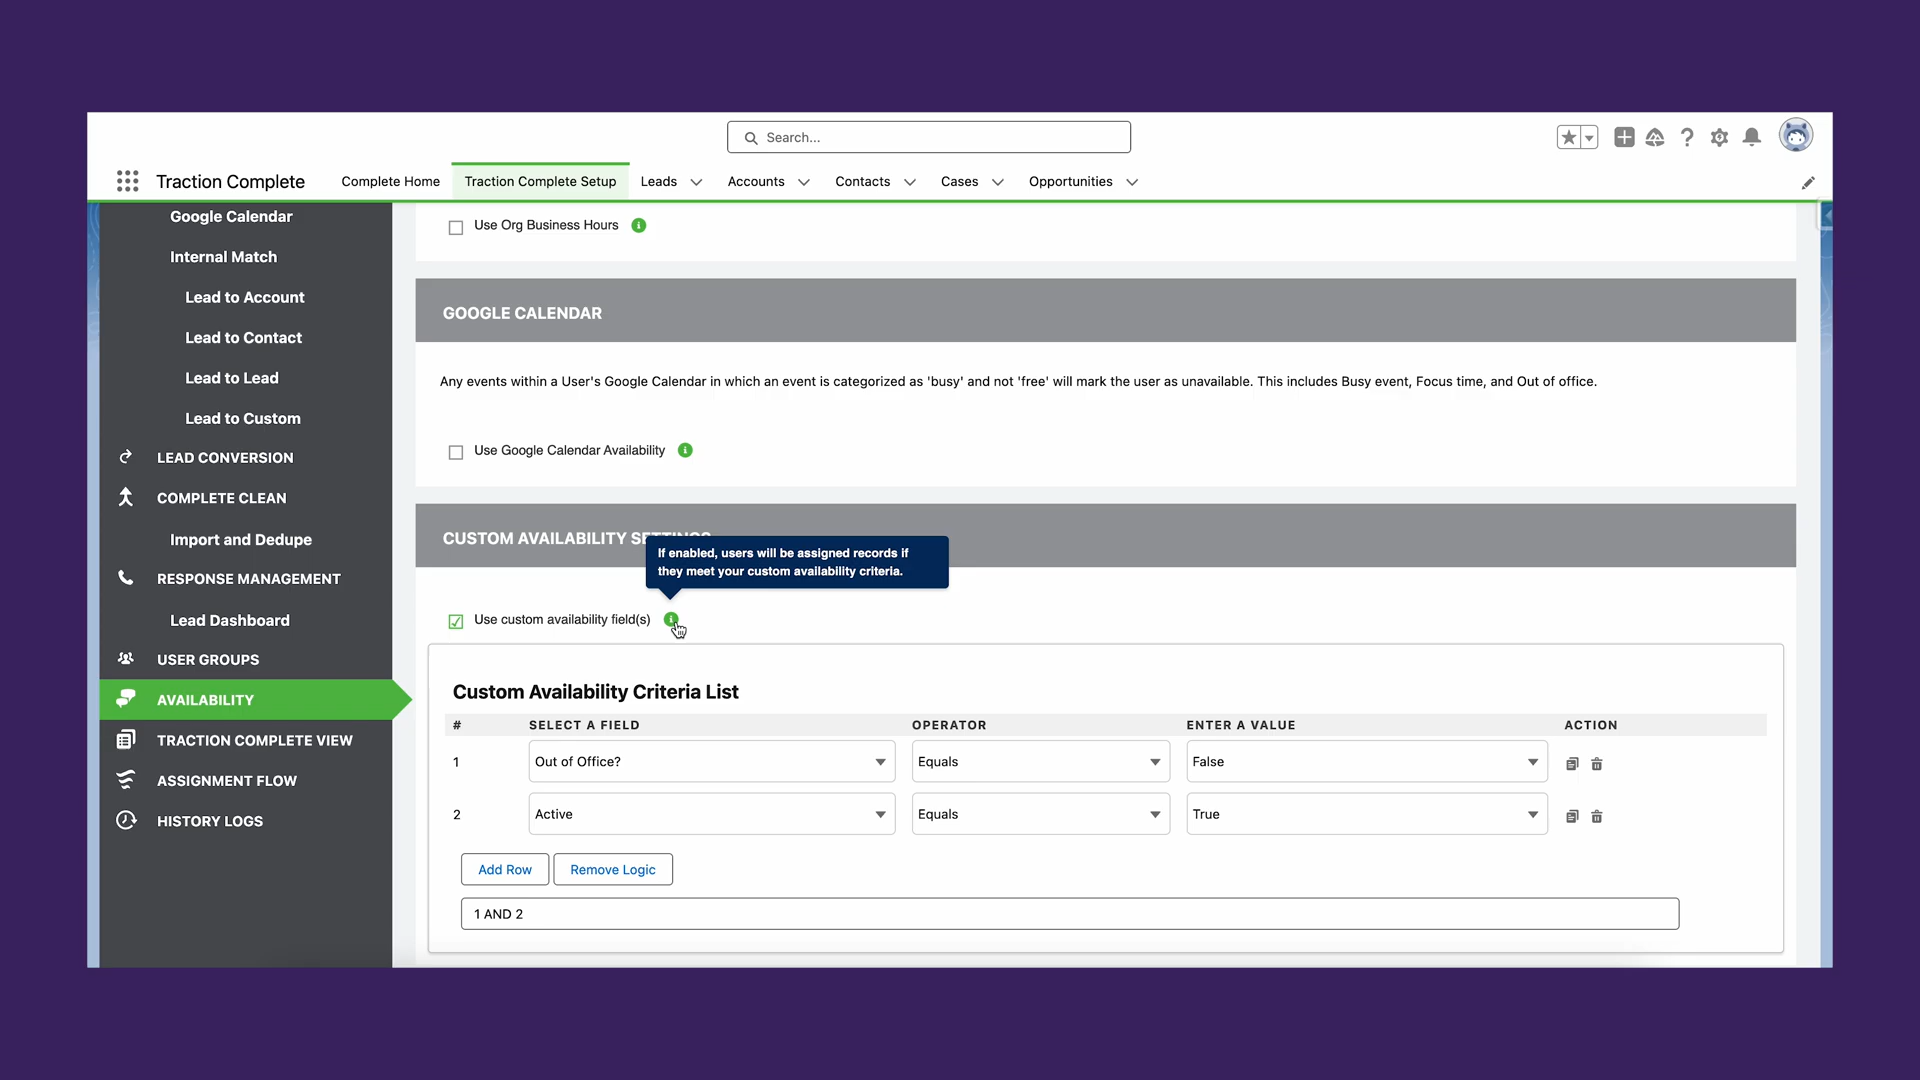 Search...
Traction Complete
Complete Home
Traction Complete Setup
Leads
Accounts
Contacts
Cases
Opportunities
Google Calendar
Internal Match
Lead to Account
Lead to Contact
Lead to Lead
Lead to Custom
LEAD CONVERSION
COMPLETE CLEAN
Import and Dedupe
RESPONSE MANAGEMENT
Lead Dashboard
USER GROUPS
AVAILABILITY
TRACTION COMPLETE VIEW
ASSIGNMENT FLOW
HISTORY LOGS
Use Org Business Hours
GOOGLE CALENDAR
Any events within a User's Google Calendar in which an event is categorized as 'busy' and not 'free' will mark the user as unavailable. This includes Busy event, Focus time, and Out of office.
Use Google Calendar Availability
CUSTOM AVAILABILITY SETTINGS
If enabled, users will be assigned records if
they meet your custom availability criteria.
Use custom availability field(s)
Custom Availability Criteria List
# SELECT A FIELD OPERATOR ENTER A VALUE ACTION
1 Out of Office? Equals False
2 Active Equals True
Add Row Remove Logic
1 AND 2